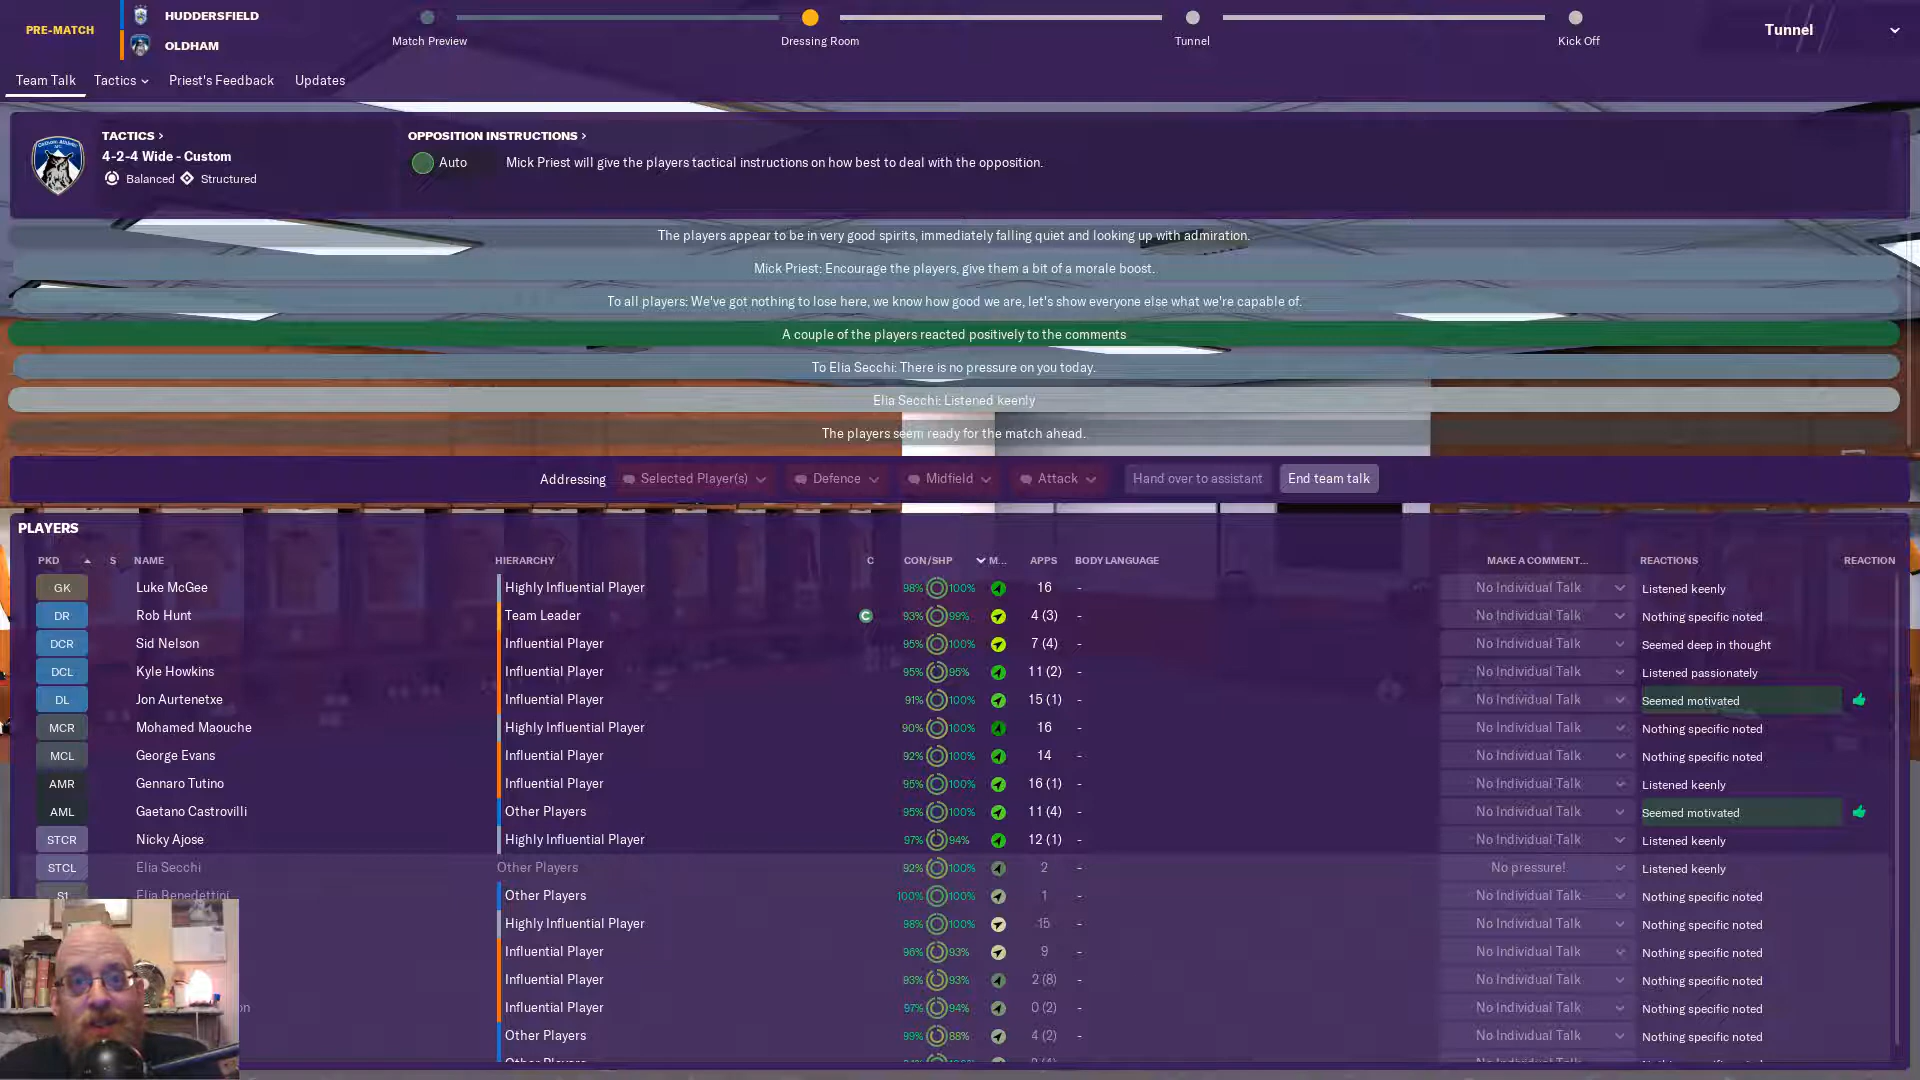 PRE-MATCH
HUDDERSFIELD
OLDHAM
Match Preview
Dressing Room
Tunnel
Kick Off
Tunnel
Team Talk Tactics Priest's Feedback Updates
TACTICS >
4-2-4 Wide - Custom
Balanced Structured
OPPOSITION INSTRUCTIONS >
Auto Mick Priest will give the players tactical instructions on how best to deal with the opposition.
The players appear to be in very good spirits, immediately falling quiet and looking up with admiration.
Mick Priest: Encourage the players, give them a bit of a morale boost.
To all players: We've got nothing to lose here, we know how good we are, let's show everyone else what we're capable of.
A couple of the players reacted positively to the comments
To Elia Secchi: There is no pressure on you today.
Elia Secchi: Listened keenly
The players seem ready for the match ahead.
Addressing Selected Player(s) Defence Midfield Attack Hand over to assistant End team talk
PLAYERS
PKD S NAME HIERARCHY C CON/SHP M... APPS BODY LANGUAGE MAKE A COMMENT... REACTIONS REACTION
GK Luke McGee Highly Influential Player 98% 100% 16 - No Individual Talk Listened keenly
DR Rob Hunt Team Leader C 93% 99% 4 (3) - No Individual Talk Nothing specific noted
DCR Sid Nelson Influential Player 95% 100% 7 (4) - No Individual Talk Seemed deep in thought
DCL Kyle Howkins Influential Player 95% 95% 11 (2) - No Individual Talk Listened passionately
DL Jon Aurtenetxe Influential Player 91% 100% 15 (1) - No Individual Talk Seemed motivated
MCR Mohamed Maouche Highly Influential Player 90% 100% 16 - No Individual Talk Nothing specific noted
MCL George Evans Influential Player 92% 100% 14 - No Individual Talk Nothing specific noted
AMR Gennaro Tutino Influential Player 95% 100% 16 (1) - No Individual Talk Listened keenly
AML Gaetano Castrovilli Other Players 95% 100% 11 (4) - No Individual Talk Seemed motivated
STCR Nicky Ajose Highly Influential Player 97% 94% 12 (1) - No Individual Talk Listened keenly
STCL Elia Secchi Other Players 92% 100% 2 - No pressure! Listened keenly
S1 Elia Benedettini Other Players 100% 100% 1 - No Individual Talk Nothing specific noted
Highly Influential Player 98% 100% 15 - No Individual Talk Nothing specific noted
Influential Player 96% 93% 9 - No Individual Talk Nothing specific noted
Influential Player 93% 93% 2 (8) - No Individual Talk Nothing specific noted
on Influential Player 97% 94% 0 (2) - No Individual Talk Nothing specific noted
Other Players 99% 88% 4 (2) - No Individual Talk Nothing specific noted